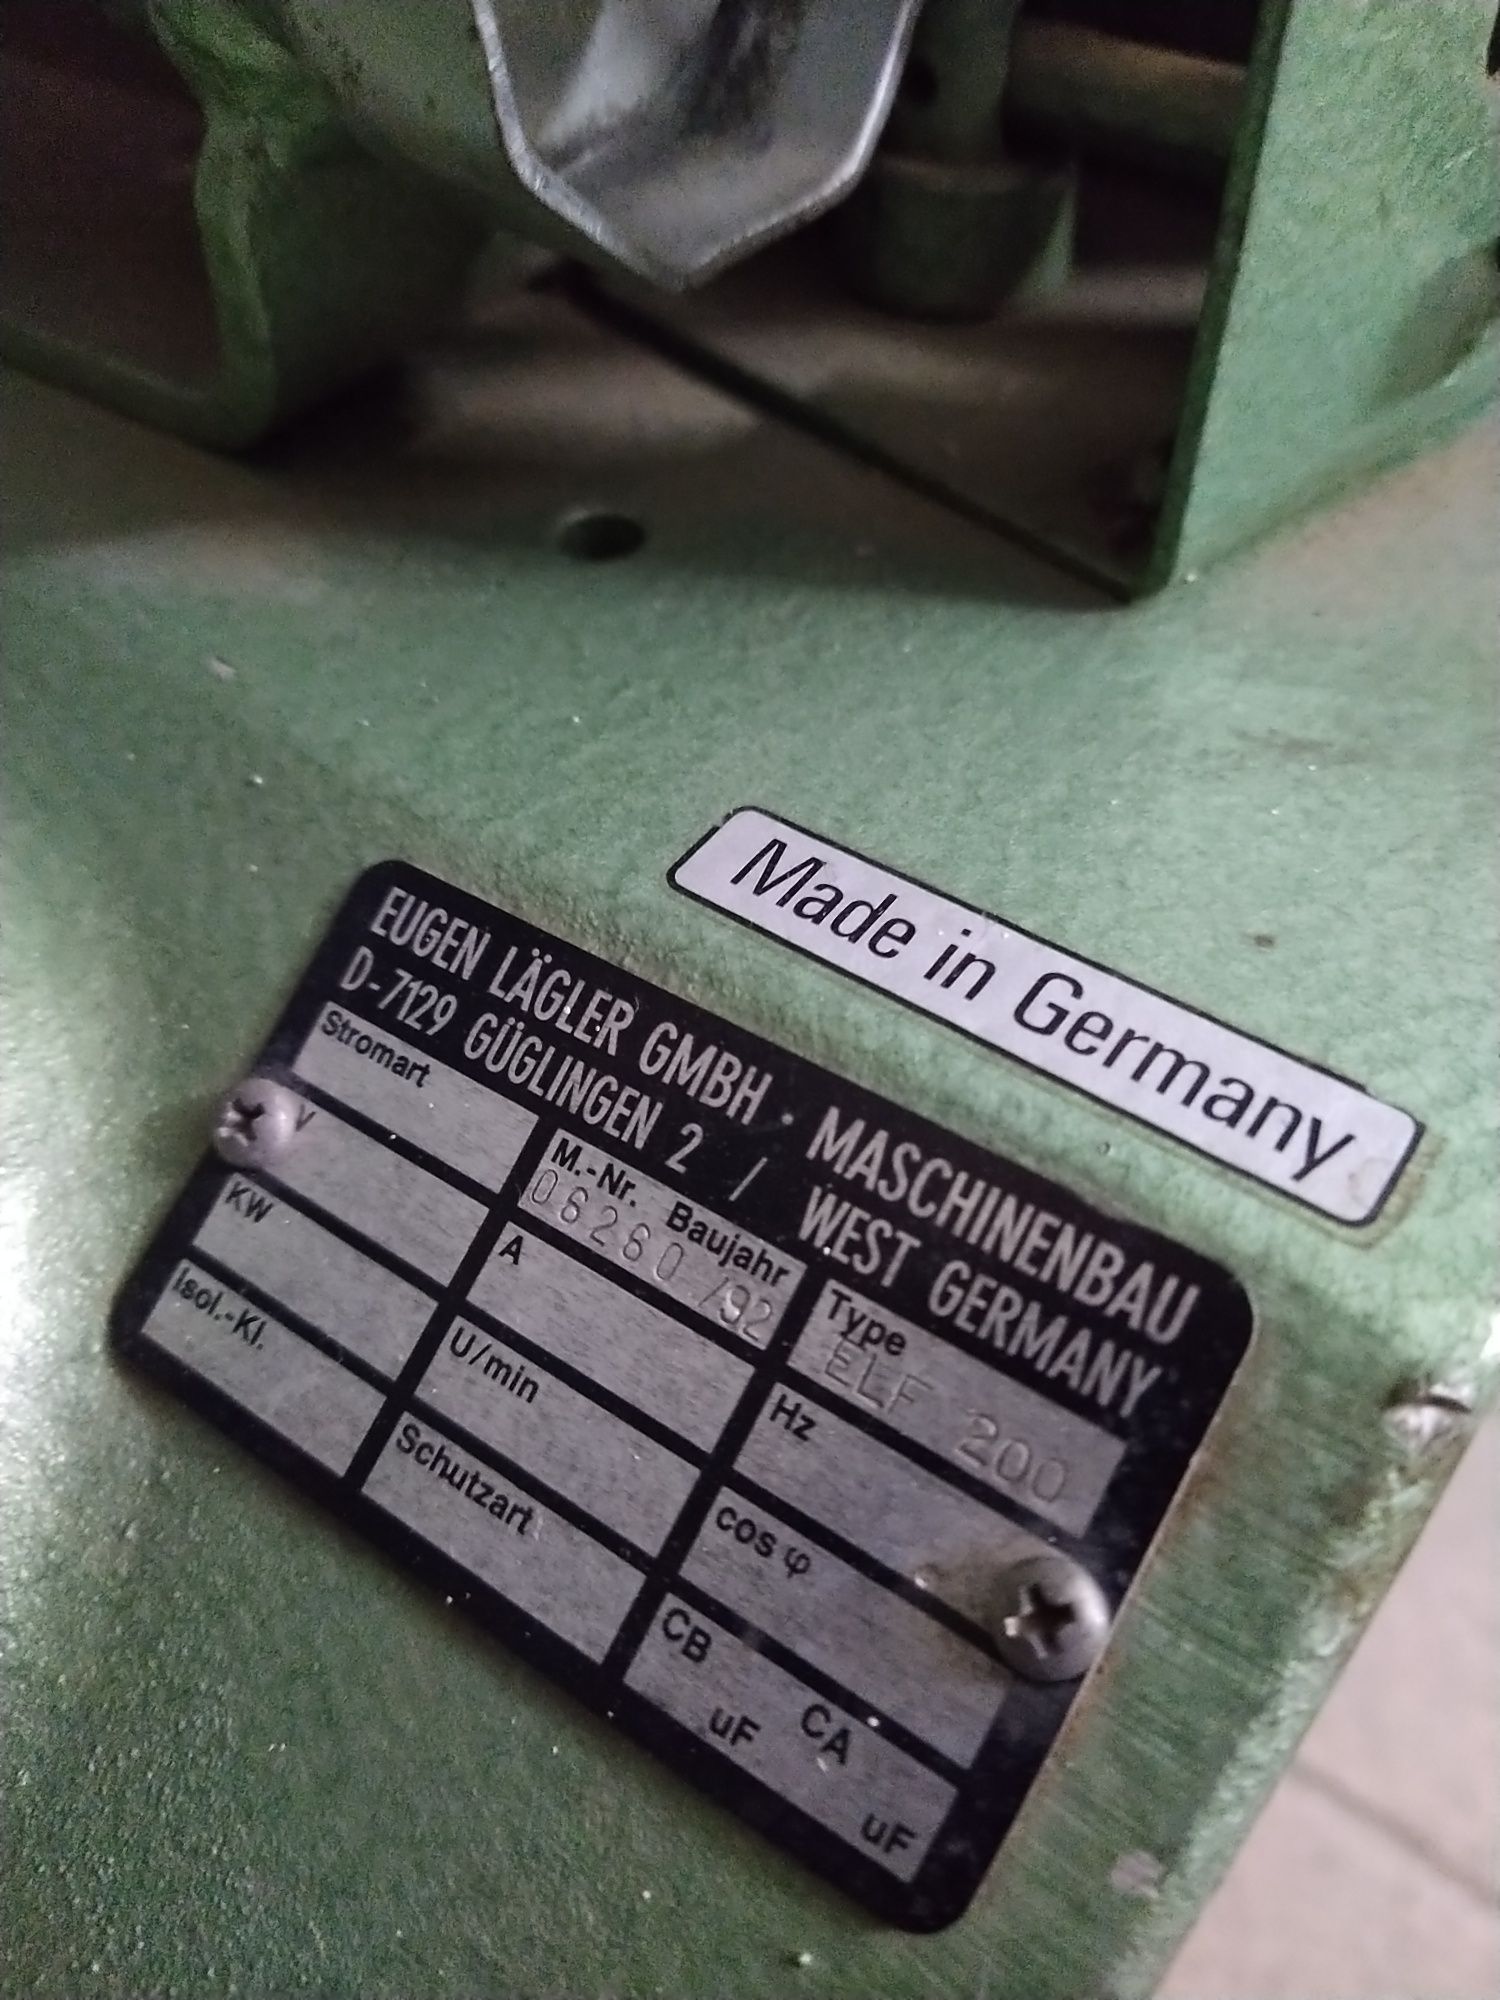 Made in Germany
EUGEN LÄGLER GMBH · MASCHINENBAU
D-7129 GÜGLINGEN 2 / WEST GERMANY
Stromart M.-Nr. Baujahr Type
06260 /92 ELF 200
V A Hz
KW U/min cos φ
Isol.-Kl. Schutzart CB CA
uF uF